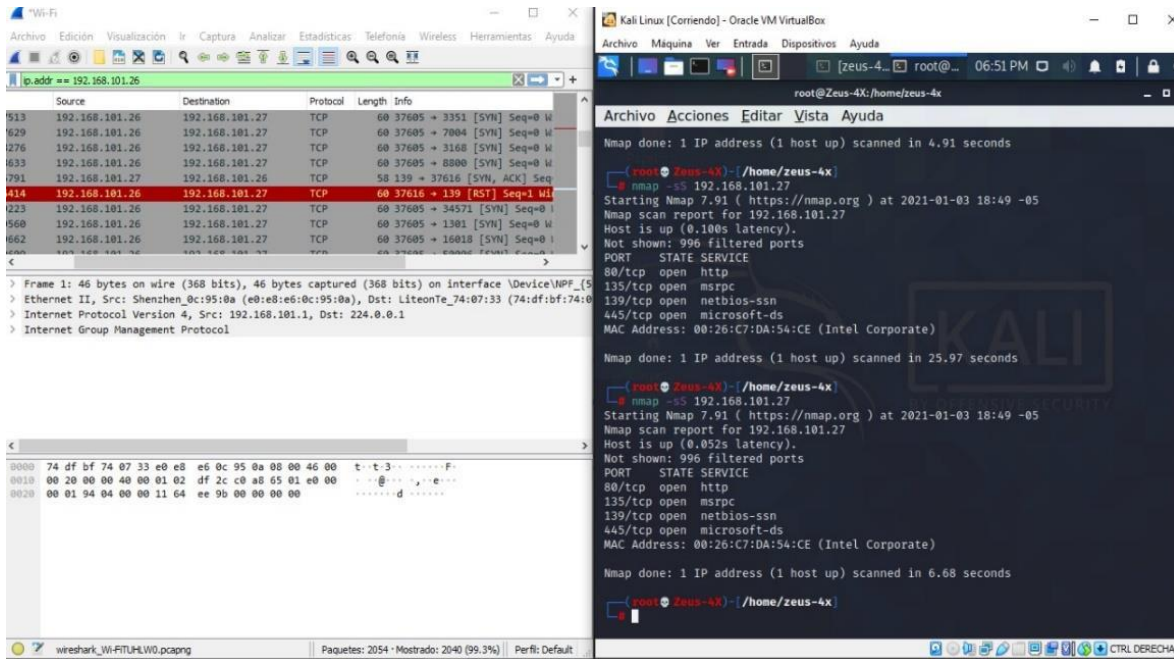 *Wi-Fi
Archivo Edición Visualización Ir Captura Analizar Estadísticas Telefonía Wireless Herramientas Ayuda
ip.addr == 192.168.101.26
Source Destination Protocol Length Info
7513 192.168.101.26 192.168.101.27 TCP 60 37605 → 3351 [SYN] Seq=0 W
7629 192.168.101.26 192.168.101.27 TCP 60 37605 → 7004 [SYN] Seq=0 W
276 192.168.101.26 192.168.101.27 TCP 60 37605 → 3168 [SYN] Seq=0 W
633 192.168.101.26 192.168.101.27 TCP 60 37605 → 8800 [SYN] Seq=0 W
791 192.168.101.27 192.168.101.26 TCP 58 139 → 37616 [SYN, ACK] Seq
414 192.168.101.26 192.168.101.27 TCP 60 37616 → 139 [RST] Seq=1 Wi
223 192.168.101.26 192.168.101.27 TCP 60 37605 → 34571 [SYN] Seq=0
560 192.168.101.26 192.168.101.27 TCP 60 37605 → 1301 [SYN] Seq=0 W
662 192.168.101.26 192.168.101.27 TCP 60 37605 → 16018 [SYN] Seq=0
> Frame 1: 46 bytes on wire (368 bits), 46 bytes captured (368 bits) on interface \Device\NPF_{5
> Ethernet II, Src: Shenzhen_0c:95:0a (e0:e8:e6:0c:95:0a), Dst: LiteonTe_74:07:33 (74:df:bf:74:0
> Internet Protocol Version 4, Src: 192.168.101.1, Dst: 224.0.0.1
> Internet Group Management Protocol
0000 74 df bf 74 07 33 e0 e8 e6 0c 95 0a 08 00 46 00 t··t·3·· ······F·
0010 00 20 00 00 40 00 01 02 df 2c c0 a8 65 01 e0 00 · ··@··· ·,··e···
0020 00 01 94 04 00 00 11 64 ee 9b 00 00 00 00 ·······d ······
wireshark_Wi-FiTUHLW0.pcapng Paquetes: 2054 · Mostrado: 2040 (99.3%) Perfil: Default
Kali Linux [Corriendo] - Oracle VM VirtualBox
Archivo Máquina Ver Entrada Dispositivos Ayuda
[zeus-4... root@... 06:51 PM
root@Zeus-4X:/home/zeus-4x
Archivo Acciones Editar Vista Ayuda
Nmap done: 1 IP address (1 host up) scanned in 4.91 seconds
(root💀Zeus-4X)-[/home/zeus-4x]
# nmap -sS 192.168.101.27
Starting Nmap 7.91 ( https://nmap.org ) at 2021-01-03 18:49 -05
Nmap scan report for 192.168.101.27
Host is up (0.100s latency).
Not shown: 996 filtered ports
PORT STATE SERVICE
80/tcp open http
135/tcp open msrpc
139/tcp open netbios-ssn
445/tcp open microsoft-ds
MAC Address: 00:26:C7:DA:54:CE (Intel Corporate)
Nmap done: 1 IP address (1 host up) scanned in 25.97 seconds
(root💀Zeus-4X)-[/home/zeus-4x]
# nmap -sS 192.168.101.27
Starting Nmap 7.91 ( https://nmap.org ) at 2021-01-03 18:49 -05
Nmap scan report for 192.168.101.27
Host is up (0.052s latency).
Not shown: 996 filtered ports
PORT STATE SERVICE
80/tcp open http
135/tcp open msrpc
139/tcp open netbios-ssn
445/tcp open microsoft-ds
MAC Address: 00:26:C7:DA:54:CE (Intel Corporate)
Nmap done: 1 IP address (1 host up) scanned in 6.68 seconds
(root💀Zeus-4X)-[/home/zeus-4x]
#
KALI
BY OFFENSIVE SECURITY
CTRL DERECHA